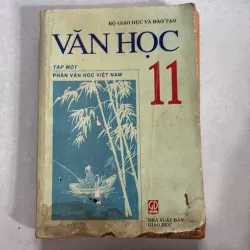 BỘ GIÁO DỤC VÀ ĐÀO TẠO
VĂN HỌC
TẬP MỘT
PHẦN VĂN HỌC VIỆT NAM
11
NHÀ XUẤT BẢN
GIÁO DỤC